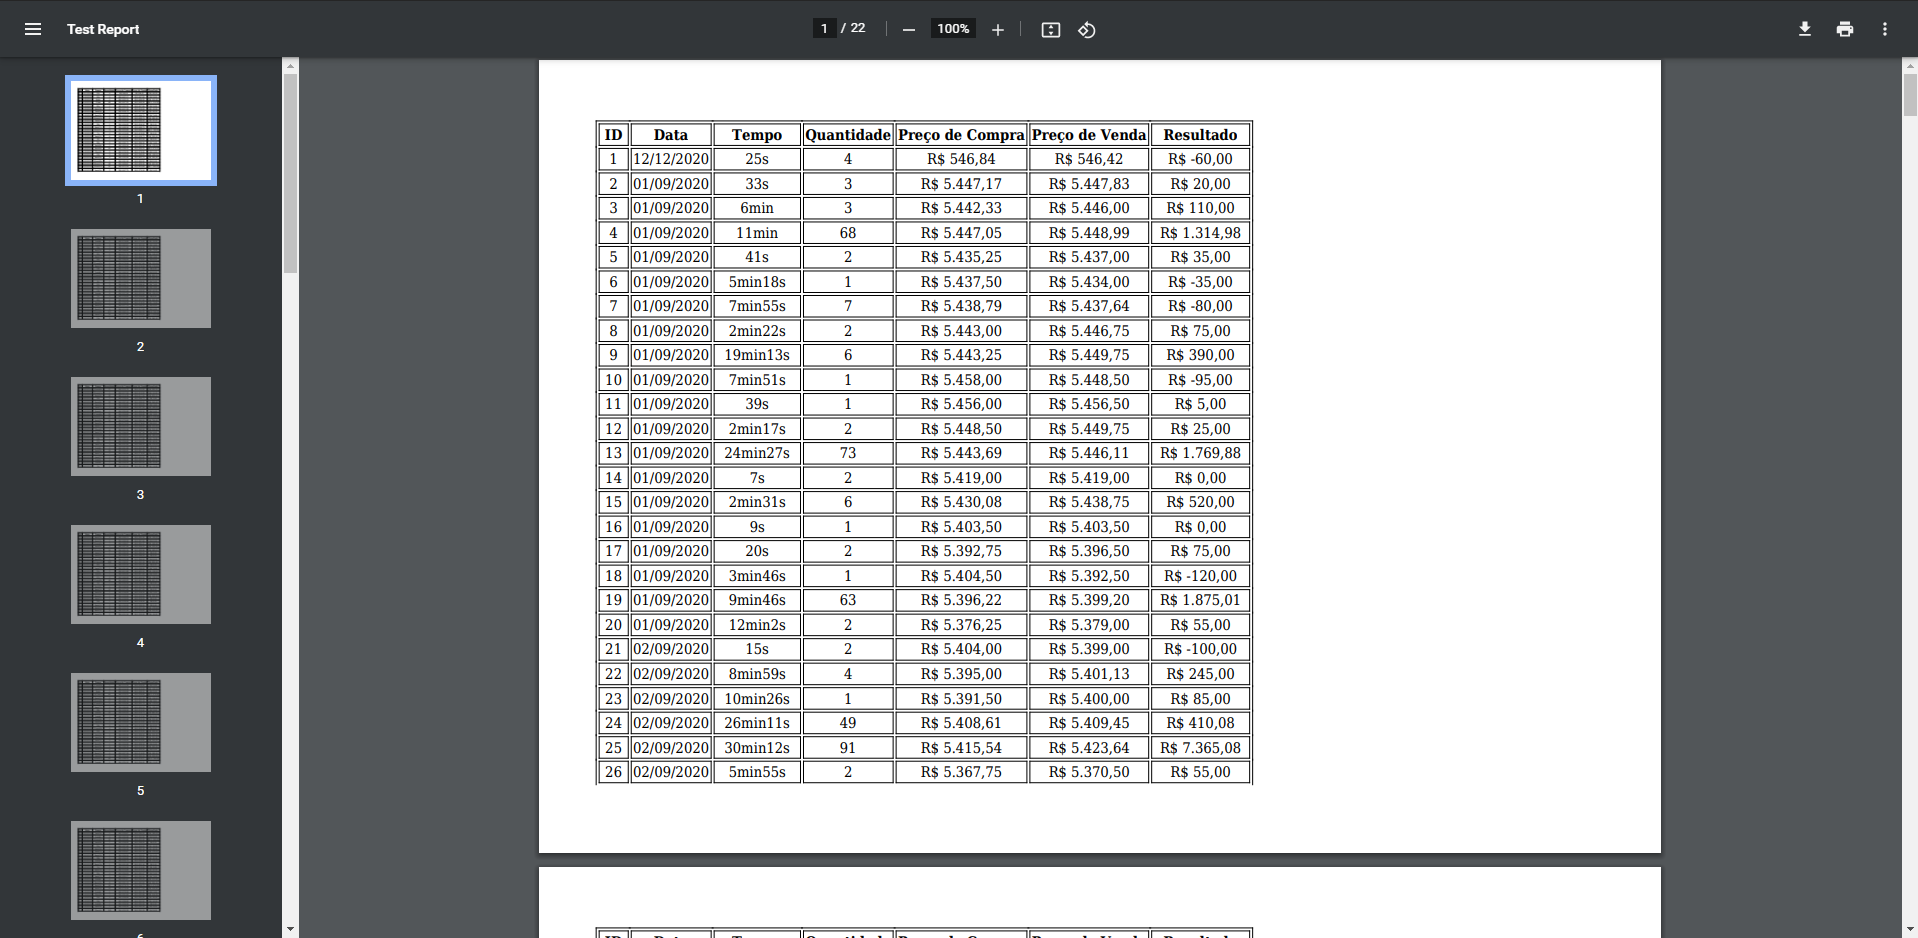 Test Report
1 / 22
100%
1
2
3
4
5
ID Data Tempo Quantidade Preço de Compra Preço de Venda Resultado
1 12/12/2020 25s 4 R$ 546,84 R$ 546,42 R$ -60,00
2 01/09/2020 33s 3 R$ 5.447,17 R$ 5.447,83 R$ 20,00
3 01/09/2020 6min 3 R$ 5.442,33 R$ 5.446,00 R$ 110,00
4 01/09/2020 11min 68 R$ 5.447,05 R$ 5.448,99 R$ 1.314,98
5 01/09/2020 41s 2 R$ 5.435,25 R$ 5.437,00 R$ 35,00
6 01/09/2020 5min18s 1 R$ 5.437,50 R$ 5.434,00 R$ -35,00
7 01/09/2020 7min55s 7 R$ 5.438,79 R$ 5.437,64 R$ -80,00
8 01/09/2020 2min22s 2 R$ 5.443,00 R$ 5.446,75 R$ 75,00
9 01/09/2020 19min13s 6 R$ 5.443,25 R$ 5.449,75 R$ 390,00
10 01/09/2020 7min51s 1 R$ 5.458,00 R$ 5.448,50 R$ -95,00
11 01/09/2020 39s 1 R$ 5.456,00 R$ 5.456,50 R$ 5,00
12 01/09/2020 2min17s 2 R$ 5.448,50 R$ 5.449,75 R$ 25,00
13 01/09/2020 24min27s 73 R$ 5.443,69 R$ 5.446,11 R$ 1.769,88
14 01/09/2020 7s 2 R$ 5.419,00 R$ 5.419,00 R$ 0,00
15 01/09/2020 2min31s 6 R$ 5.430,08 R$ 5.438,75 R$ 520,00
16 01/09/2020 9s 1 R$ 5.403,50 R$ 5.403,50 R$ 0,00
17 01/09/2020 20s 2 R$ 5.392,75 R$ 5.396,50 R$ 75,00
18 01/09/2020 3min46s 1 R$ 5.404,50 R$ 5.392,50 R$ -120,00
19 01/09/2020 9min46s 63 R$ 5.396,22 R$ 5.399,20 R$ 1.875,01
20 01/09/2020 12min2s 2 R$ 5.376,25 R$ 5.379,00 R$ 55,00
21 02/09/2020 15s 2 R$ 5.404,00 R$ 5.399,00 R$ -100,00
22 02/09/2020 8min59s 4 R$ 5.395,00 R$ 5.401,13 R$ 245,00
23 02/09/2020 10min26s 1 R$ 5.391,50 R$ 5.400,00 R$ 85,00
24 02/09/2020 26min11s 49 R$ 5.408,61 R$ 5.409,45 R$ 410,08
25 02/09/2020 30min12s 91 R$ 5.415,54 R$ 5.423,64 R$ 7.365,08
26 02/09/2020 5min55s 2 R$ 5.367,75 R$ 5.370,50 R$ 55,00